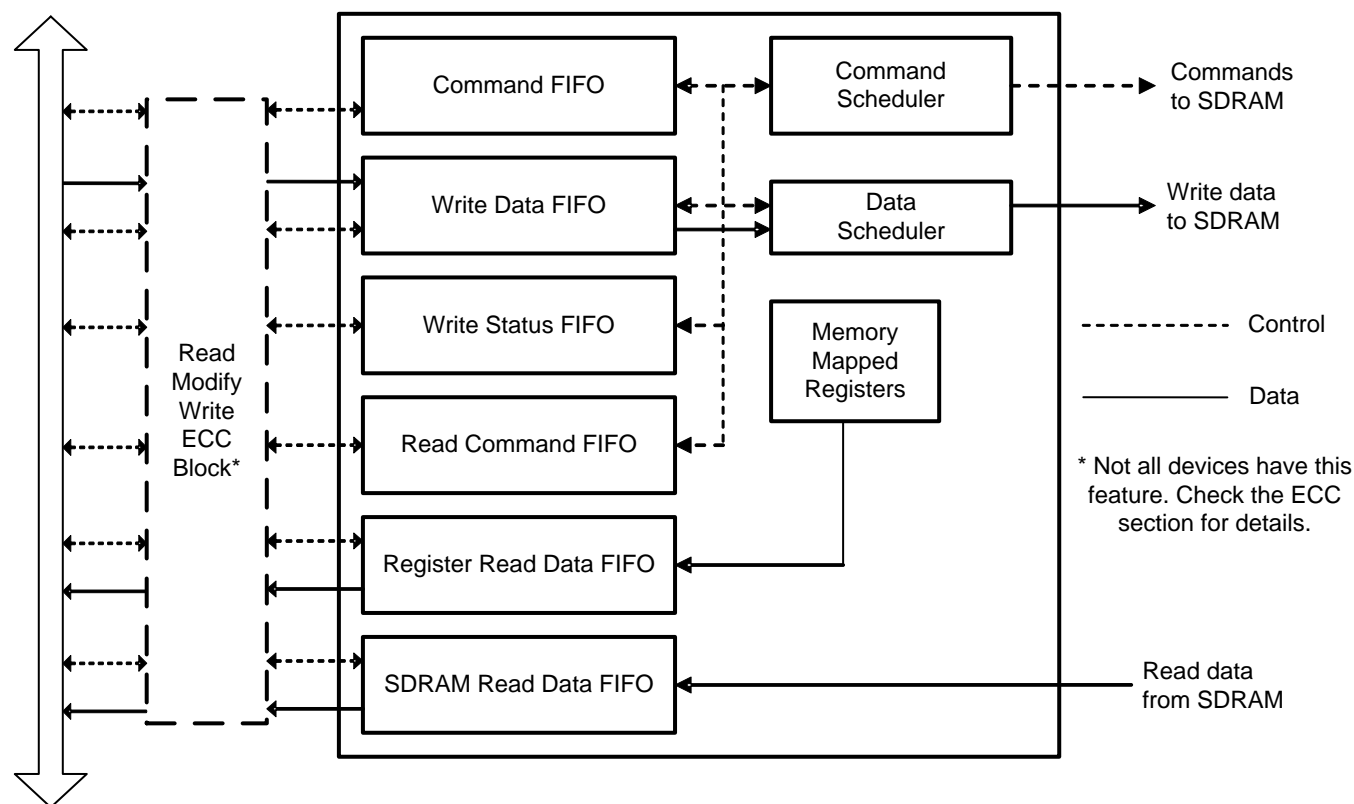 Command FIFO
Command
Scheduler
Commands
to SDRAM
Write Data FIFO
Data
Scheduler
Write data
to SDRAM
Write Status FIFO
Memory
Mapped
Registers
Control
Data
Read
Modify
Write
ECC
Block*
Read Command FIFO
* Not all devices have this
feature. Check the ECC
section for details.
Register Read Data FIFO
SDRAM Read Data FIFO
Read data
from SDRAM